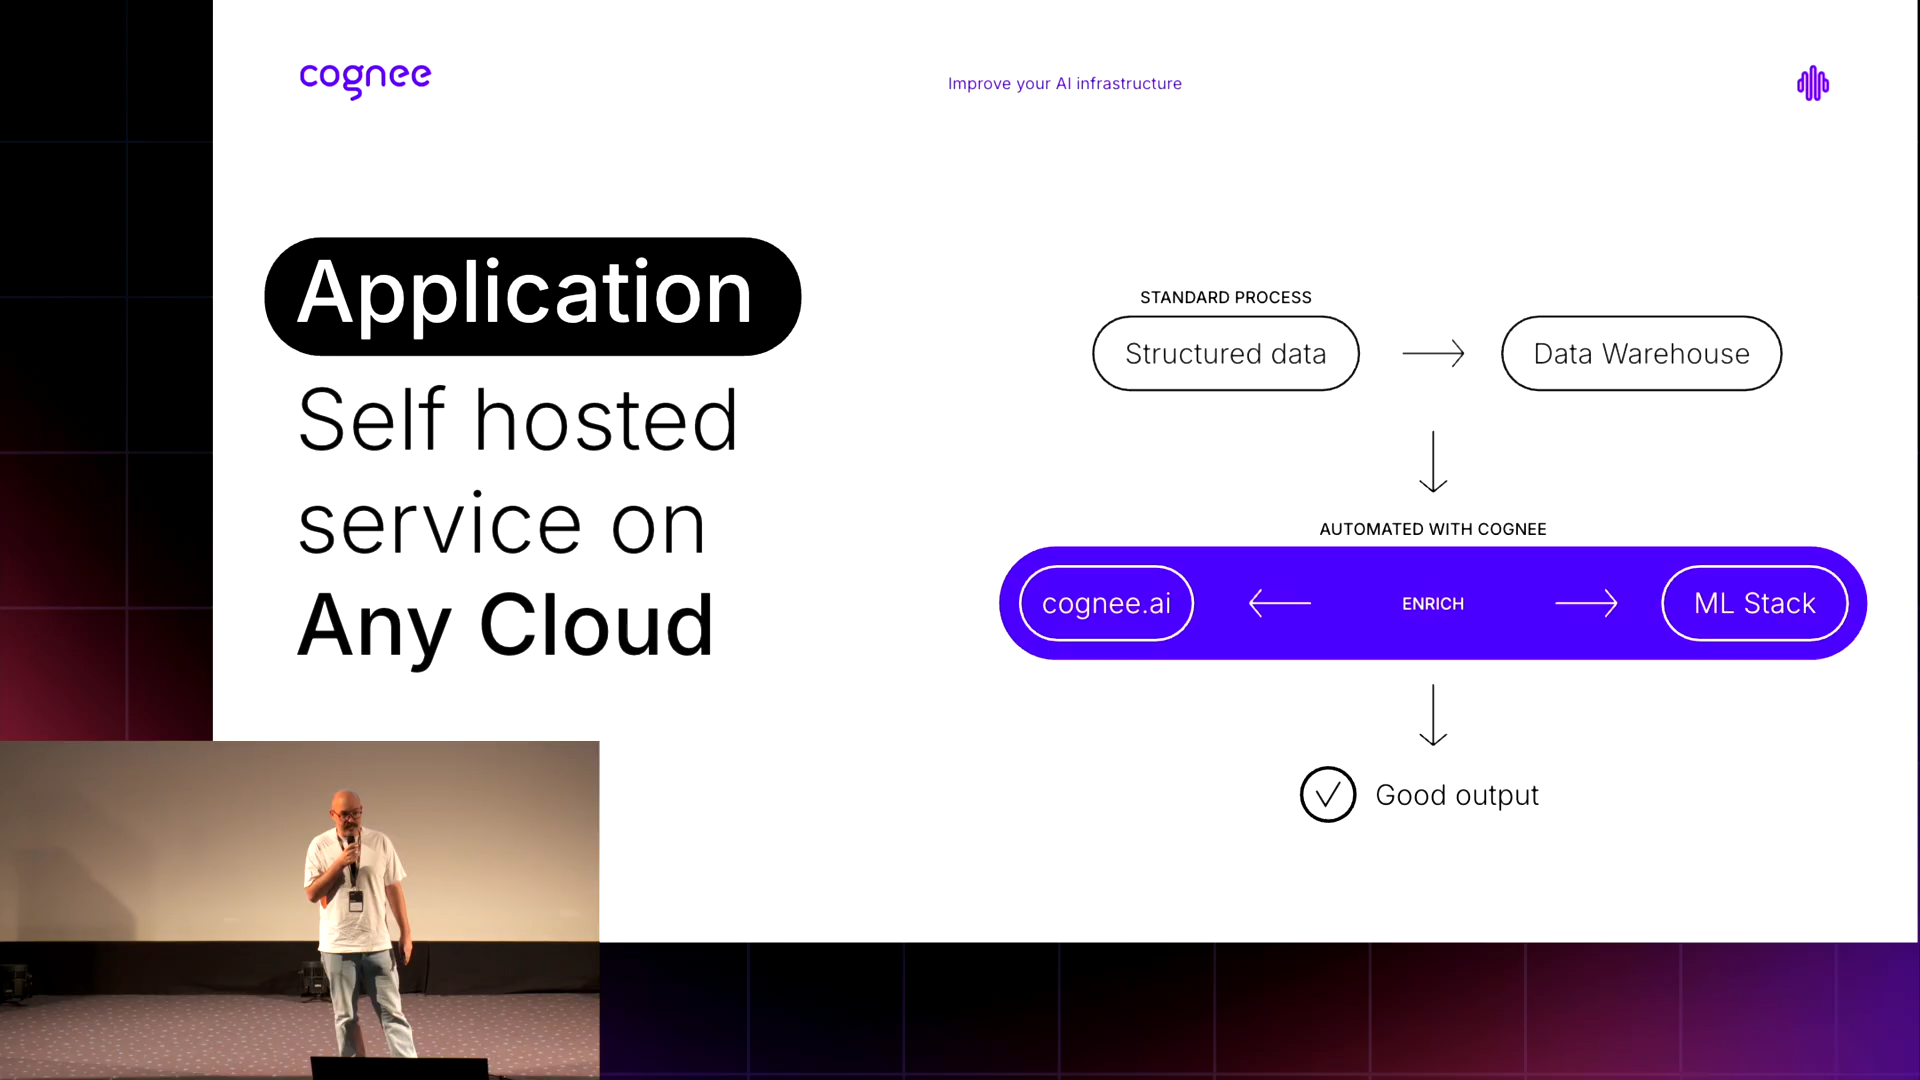 cognee
Improve your AI infrastructure
Application
Self hosted
service on
Any Cloud
STANDARD PROCESS
Structured data
Data Warehouse
AUTOMATED WITH COGNEE
cognee.ai
ENRICH
ML Stack
Good output